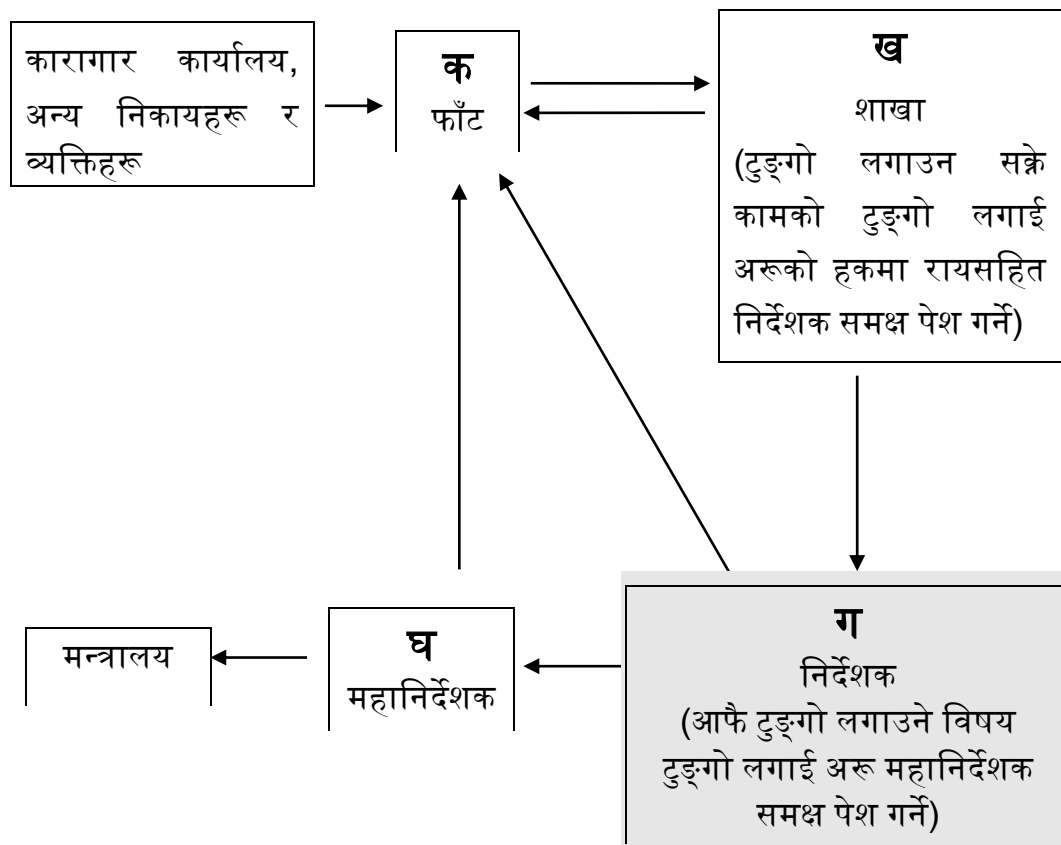 कारागार कार्यालय,
अन्य निकायहरू र
व्यक्तिहरू
क
फाँट
ख
शाखा
(टुङ्गो लगाउन सक्ने
कामको टुङ्गो लगाई
अरूको हकमा रायसहित
निर्देशक समक्ष पेश गर्ने)
मन्त्रालय
घ
महानिर्देशक
ग
निर्देशक
(आफै टुङ्गो लगाउने विषय
टुङ्गो लगाई अरू महानिर्देशक
समक्ष पेश गर्ने)